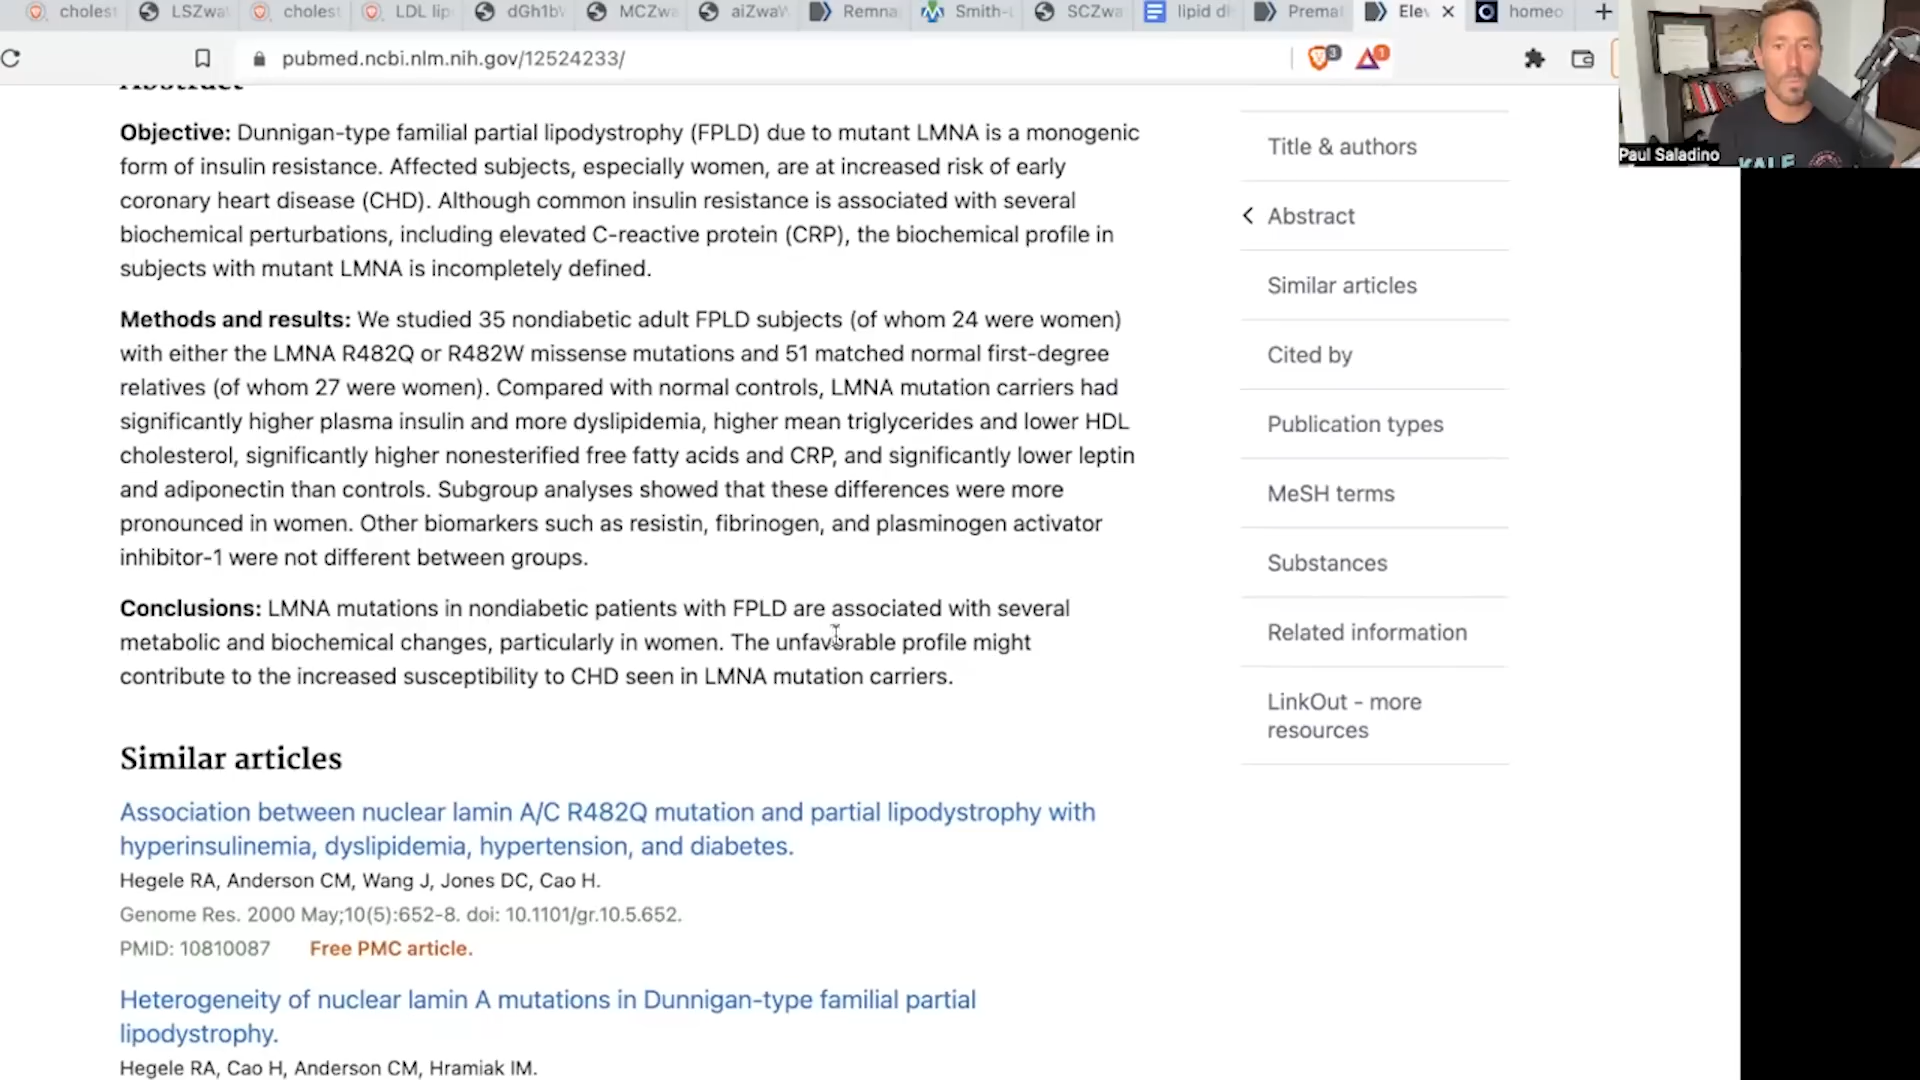 cholest LSZwa cholest LDL lip dGh1b MCZwa aiZwa Remna Smith-L SCZwa lipid di Prema Ele homeo
pubmed.ncbi.nlm.nih.gov/12524233/
3
1
Paul Saladino
KALE
Abstract
Objective: Dunnigan-type familial partial lipodystrophy (FPLD) due to mutant LMNA is a monogenic
form of insulin resistance. Affected subjects, especially women, are at increased risk of early
coronary heart disease (CHD). Although common insulin resistance is associated with several
biochemical perturbations, including elevated C-reactive protein (CRP), the biochemical profile in
subjects with mutant LMNA is incompletely defined.
Methods and results: We studied 35 nondiabetic adult FPLD subjects (of whom 24 were women)
with either the LMNA R482Q or R482W missense mutations and 51 matched normal first-degree
relatives (of whom 27 were women). Compared with normal controls, LMNA mutation carriers had
significantly higher plasma insulin and more dyslipidemia, higher mean triglycerides and lower HDL
cholesterol, significantly higher nonesterified free fatty acids and CRP, and significantly lower leptin
and adiponectin than controls. Subgroup analyses showed that these differences were more
pronounced in women. Other biomarkers such as resistin, fibrinogen, and plasminogen activator
inhibitor-1 were not different between groups.
Conclusions: LMNA mutations in nondiabetic patients with FPLD are associated with several
metabolic and biochemical changes, particularly in women. The unfavorable profile might
contribute to the increased susceptibility to CHD seen in LMNA mutation carriers.
Similar articles
Association between nuclear lamin A/C R482Q mutation and partial lipodystrophy with
hyperinsulinemia, dyslipidemia, hypertension, and diabetes.
Hegele RA, Anderson CM, Wang J, Jones DC, Cao H.
Genome Res. 2000 May;10(5):652-8. doi: 10.1101/gr.10.5.652.
PMID: 10810087 Free PMC article.
Heterogeneity of nuclear lamin A mutations in Dunnigan-type familial partial
lipodystrophy.
Hegele RA, Cao H, Anderson CM, Hramiak IM.
Title & authors
Abstract
Similar articles
Cited by
Publication types
MeSH terms
Substances
Related information
LinkOut - more
resources